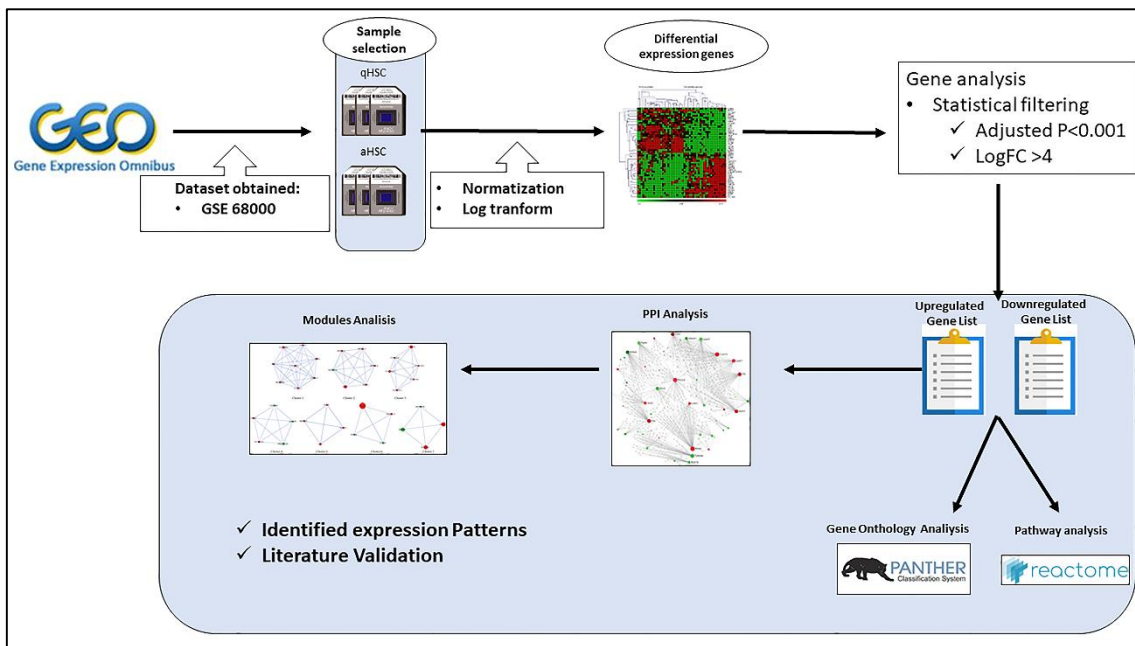 GEO
Gene Expression Omnibus
Dataset obtained:
• GSE 68000
Sample
selection
qHSC
aHSC
• Normatization
• Log tranform
Differential
expression genes
Gene analysis
• Statistical filtering
✓ Adjusted P<0.001
✓ LogFC >4
Upregulated
Gene List
Downregulated
Gene List
PPI Analysis
Modules Analisis
✓ Identified expression Patterns
✓ Literature Validation
Gene Onthology Analysis
PANTHER
Classification System
Pathway analysis
reactome